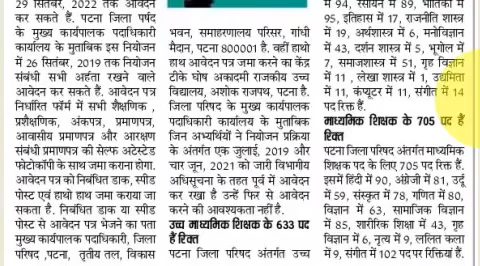 29 सितंबर, 2022 तक आवेदन
कर सकते हैं. पटना जिला पर्षद
के मुख्य कार्यपालक पदाधिकारी
कार्यालय के मुताबिक इस नियोजन
में 26 सितंबर, 2019 तक नियोजन
संबंधी सभी अर्हता रखने वाले
आवेदन कर सकते हैं. आवेदन पत्र
निर्धारित फॉर्म में सभी शैक्षणिक ,
प्रशैक्षणिक, अंकपत्र, प्रमाणपत्र,
आवासीय प्रमाणपत्र और आरक्षण
संबंधी प्रमाणपत्र की सेल्फ अटेस्टेड
फोटोकॉपी के साथ जमा कराना होगा.
आवेदन पत्र को निबंधित डाक, स्पीड
पोस्ट एवं हाथो हाथ जमा कराया जा
सकता है. निबंधित डाक या स्पीड
पोस्ट से आवेदन पत्र भेजने का पता
मुख्य कार्यपालक पदाधिकारी, जिला
परिषद ,पटना, तृतीय तल, विकास
भवन, समाहरणालय परिसर, गांधी
मैदान, पटना 800001 है. वहीं हाथो
हाथ आवेदन पत्र जमा करने का केंद्र
टीके घोष अकादमी राजकीय उच्च
विद्यालय, अशोक राजपथ, पटना है.
जिला परिषद के मुख्य कार्यपालक
पदाधिकारी कार्यालय के मुताबिक
जिन अभ्यर्थियों ने नियोजन प्रक्रिया
के अंतर्गत एक जुलाई, 2019 और
चार जून, 2021 को जारी विभागीय
अधिसूचना के तहत पूर्व में आवेदन
कर रखा है उन्हें फिर से आवेदन
करने की आवश्यकता नहीं है.
उच्च माध्यमिक शिक्षक के 633 पद
हैं रिक्त
पटना जिला परिषद अंतर्गत उच्च
में 94, रसायन में 89, भौतिकी में
95, इतिहास में 17, राजनीति शास्त्र
में 19, अर्थशास्त्र में 6, मनोविज्ञान
में 43, दर्शन शास्त्र में 5, भूगोल में
7, समाजशास्त्र में 51, गृह विज्ञान
में 11 , लेखा शास्त्र में 1, उद्यमिता
में 11, कंप्यूटर में 11, संगीत में 14
पद रिक्त हैं.
माध्यमिक शिक्षक के 705 पद हैं
रिक्त
पटना जिला परिषद अंतर्गत माध्यमिक
शिक्षक पद के लिए 705 पद रिक्त हैं.
इसमें हिंदी में 90, अंग्रेजी में 81, उर्दू
में 59, संस्कृत में 78, गणित में 80,
विज्ञान में 63, सामाजिक विज्ञान
में 85, शारीरिक शिक्षा में 43, गृह
विज्ञान में 6, नृत्य में 9, ललित कला
में 9, संगीत में 102 पद पर रिक्तियां हैं.